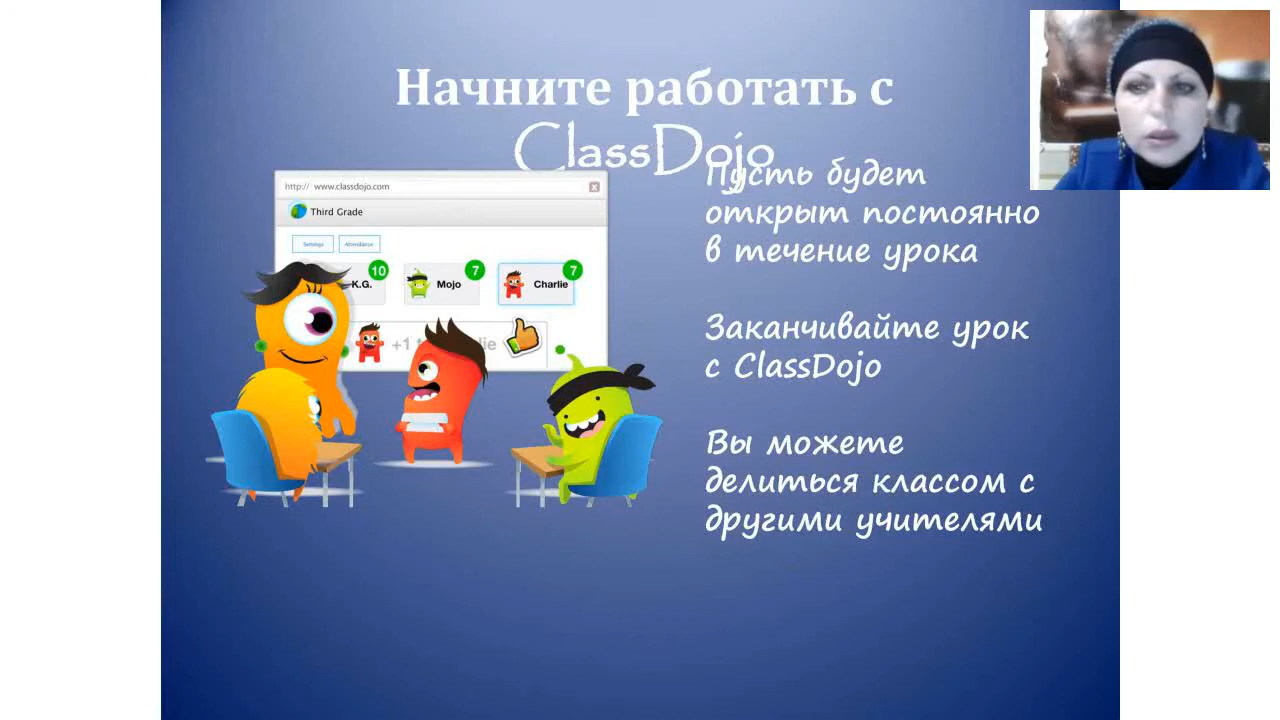 Начните работать с
ClassDojo
http:// www.classdojo.com
Third Grade
Settings
Attendance
K.G.
10
Mojo
7
Charlie
7
+1
Пусть будет
открыт постоянно
в течение урока
Заканчивайте урок
с ClassDojo
Вы можете
делиться классом с
другими учителями